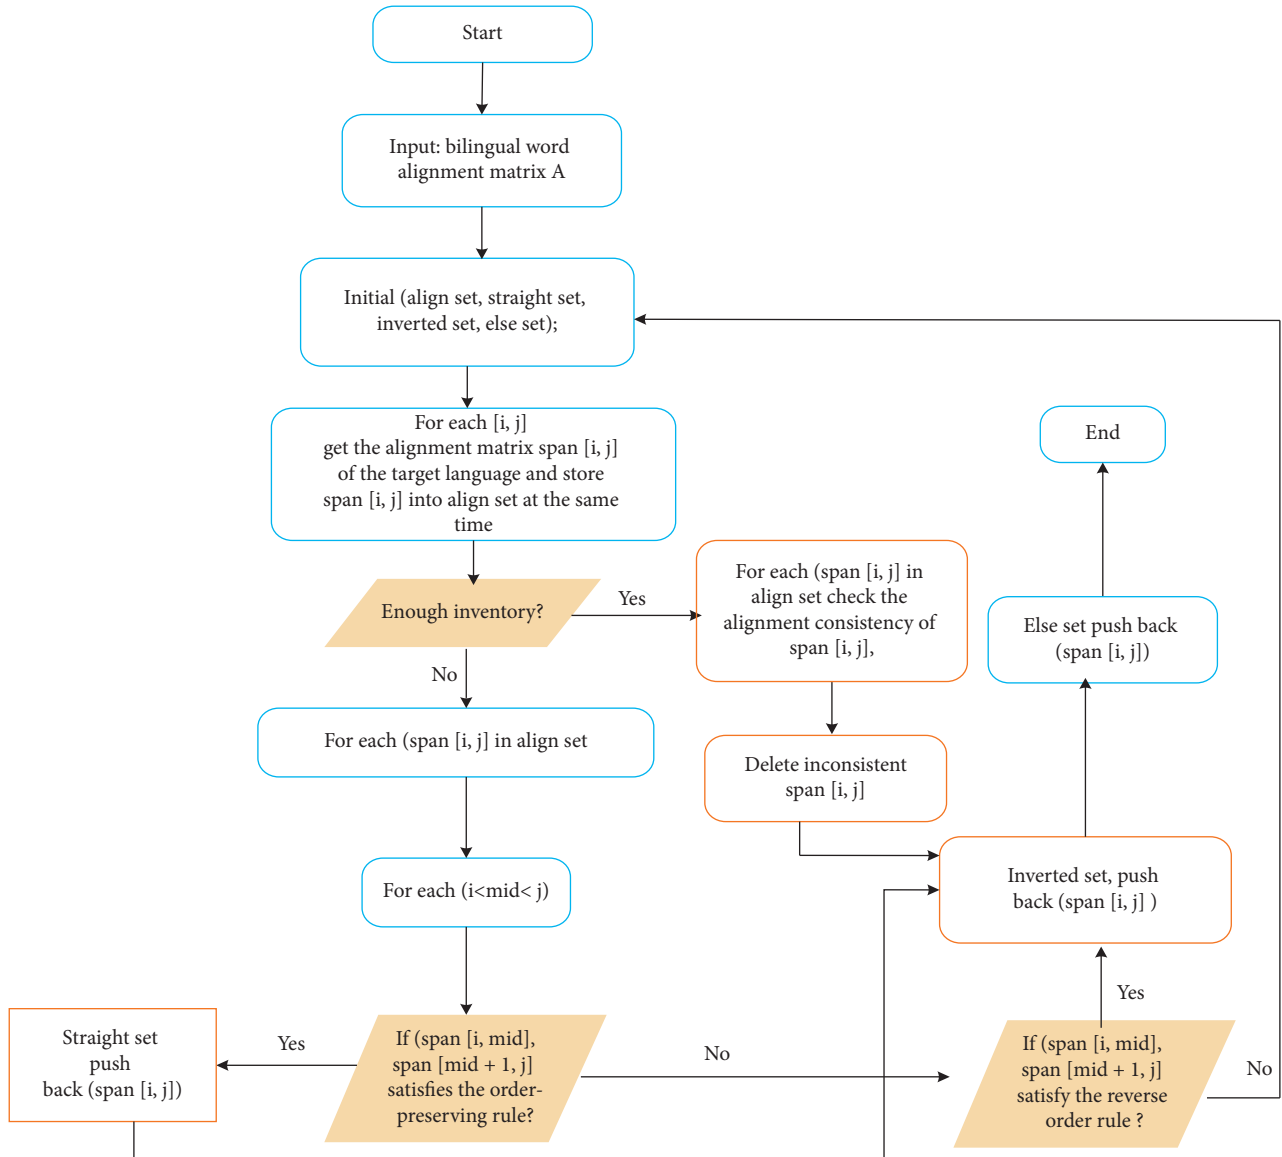 Start
Input: bilingual word
alignment matrix A
Initial (align set, straight set,
inverted set, else set);
For each [i, j]
get the alignment matrix span [i, j]
of the target language and store
span [i, j] into align set at the same
time
End
Enough inventory?
Yes
No
For each (span [i, j] in
align set check the
alignment consistency of
span [i, j],
Else set push back
(span [i, j])
For each (span [i, j] in align set
Delete inconsistent
span [i, j]
For each (i<mid< j)
Inverted set, push
back (span [i, j] )
Yes
Straight set
push
back (span [i, j])
Yes
If (span [i, mid],
span [mid + 1, j]
satisfies the order-
preserving rule?
No
If (span [i, mid],
span [mid + 1, j]
satisfy the reverse
order rule ?
No